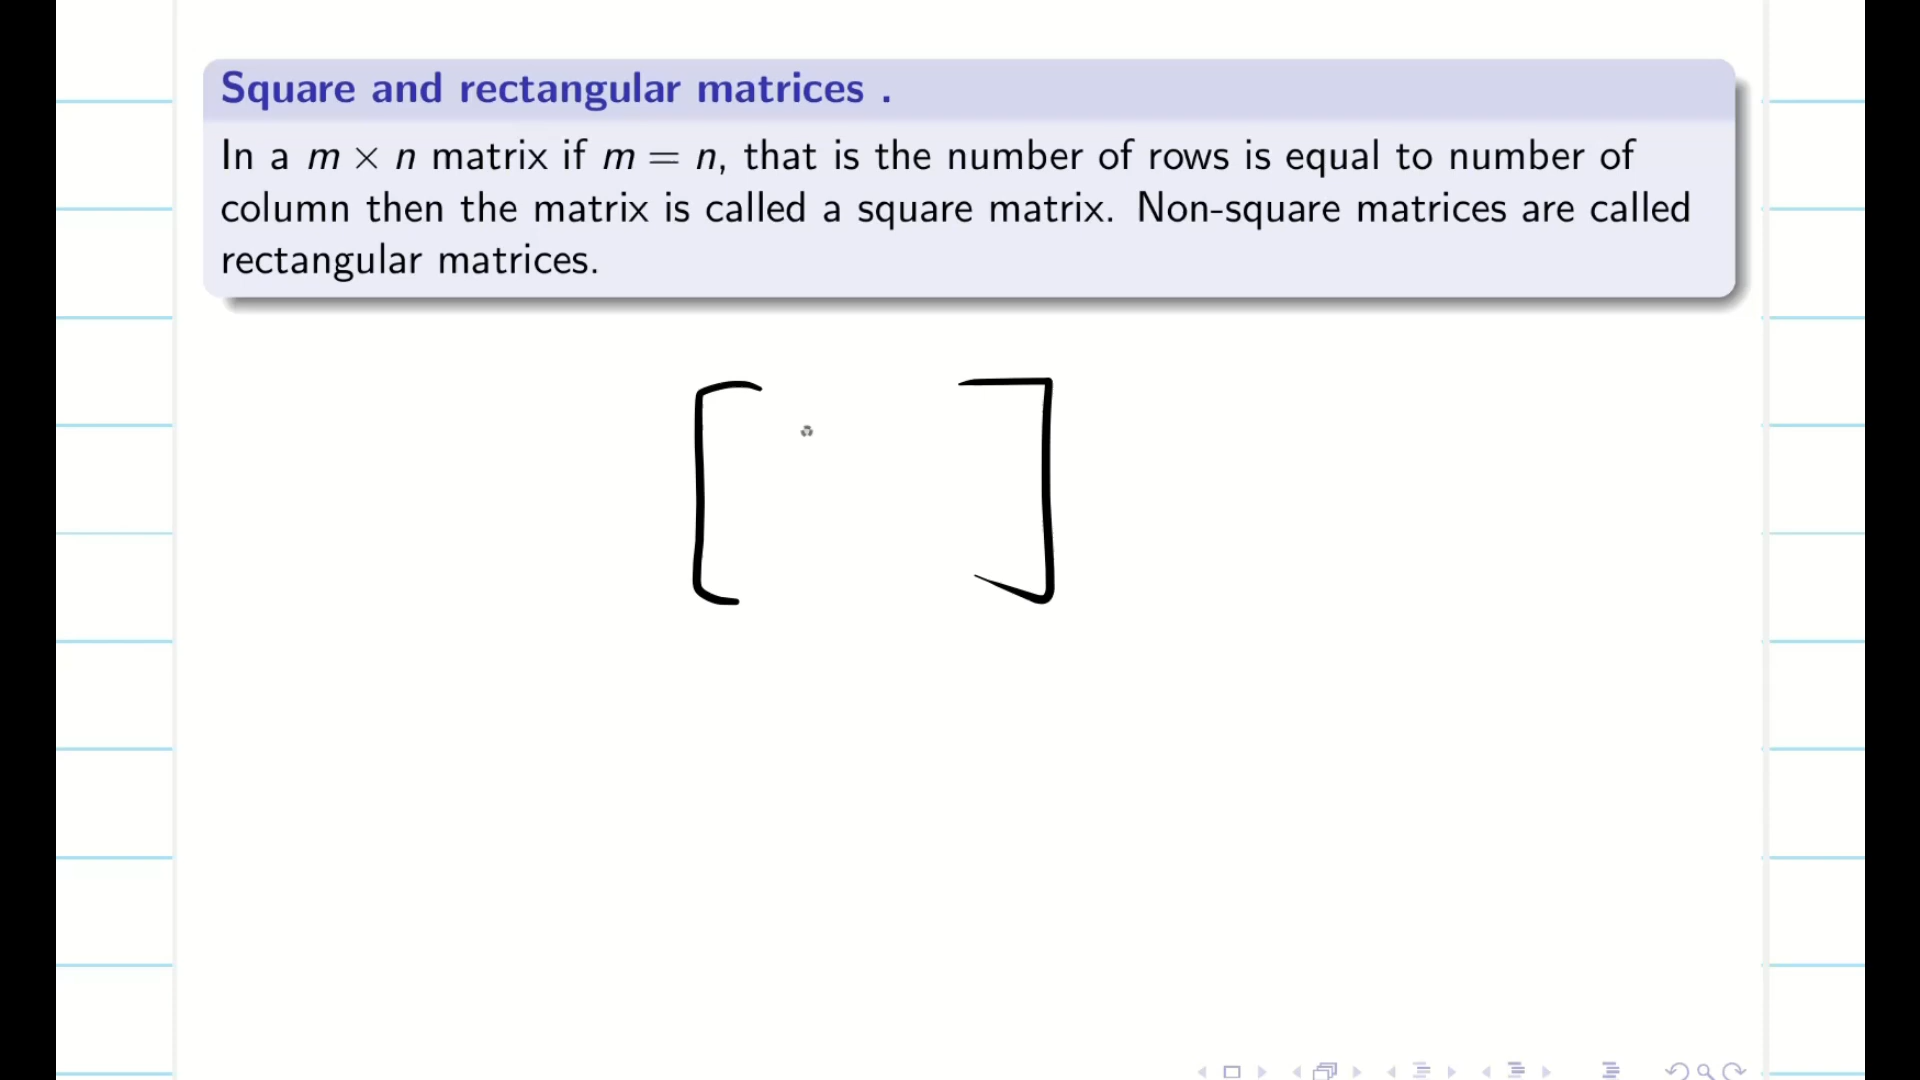 Square and rectangular matrices .
In a m × n matrix if m = n, that is the number of rows is equal to number of
column then the matrix is called a square matrix. Non-square matrices are called
rectangular matrices.